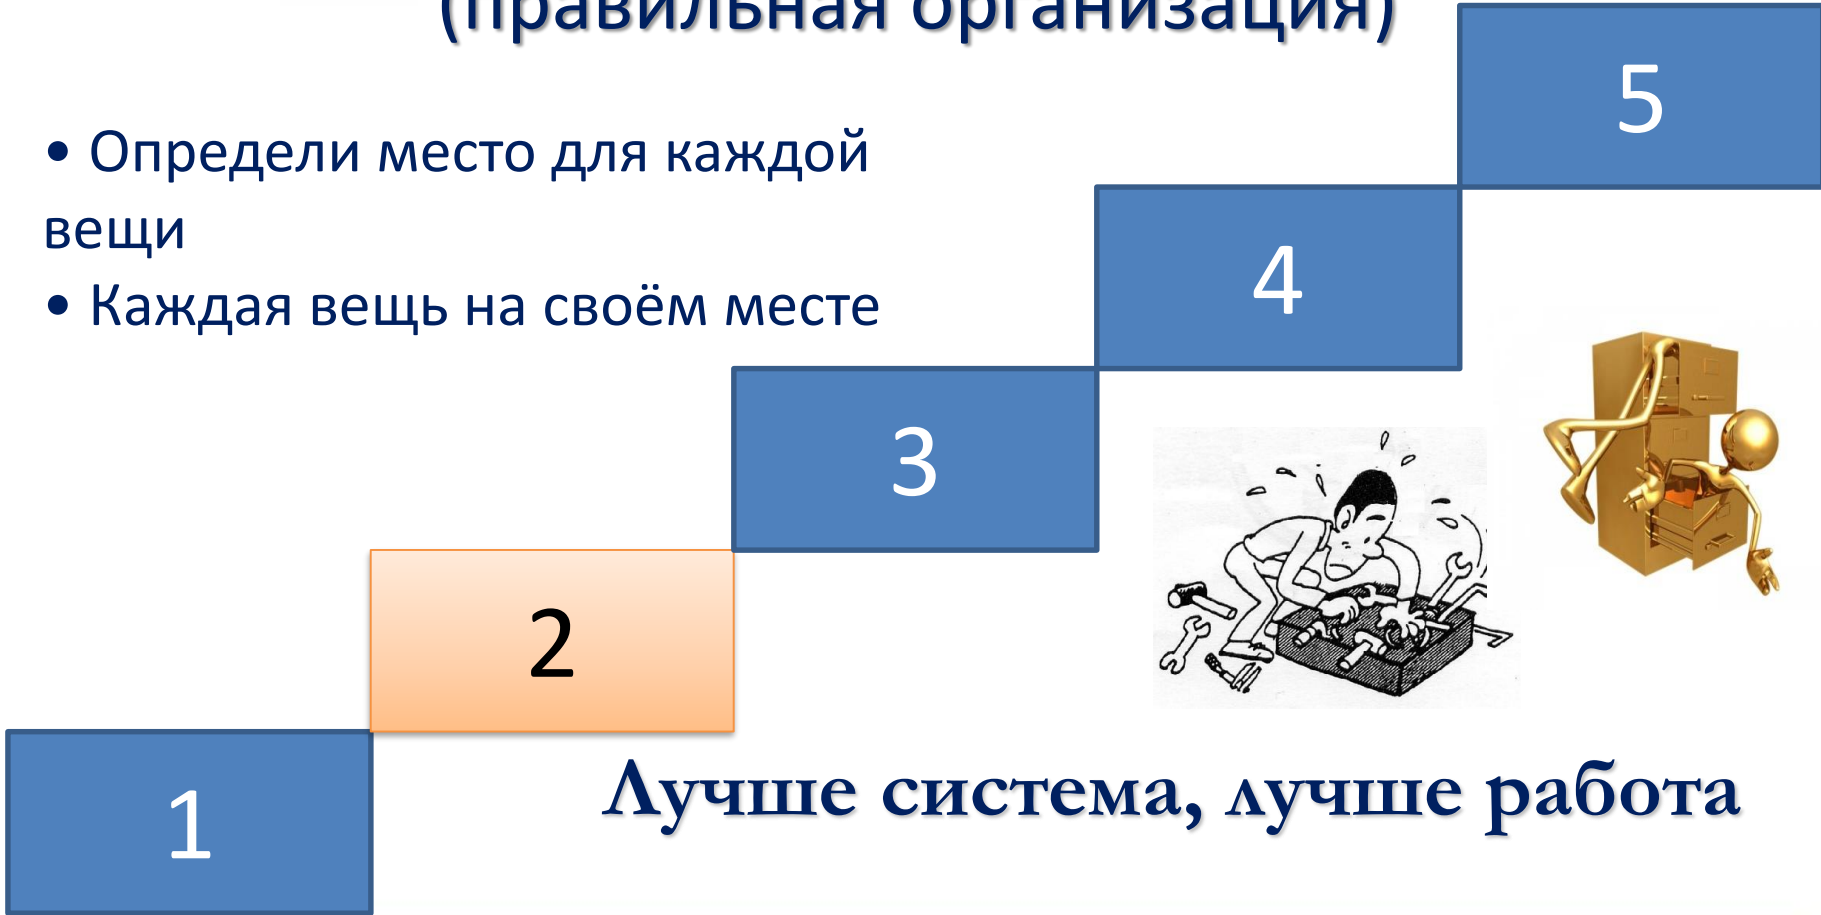 (правильная организация)
5
• Определи место для каждой
вещи
4
• Каждая вещь на своём месте
3
2
Лучше система, лучше работа
1